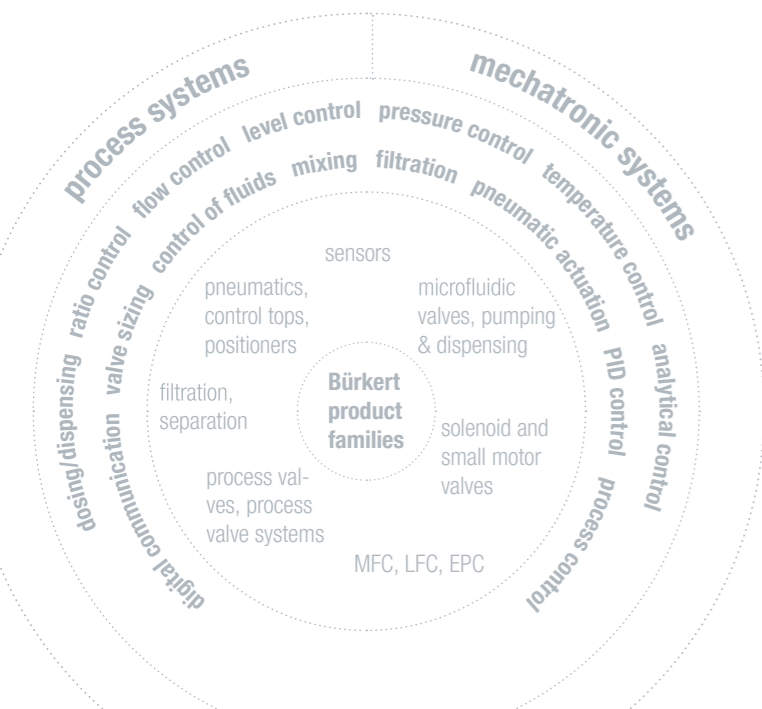 process systems
mechatronic systems
dosing/dispensing ratio control flow control level control pressure control temperature control analytical control
digital communication valve sizing control of fluids mixing filtration pneumatic actuation PID control process control
sensors
pneumatics,
control tops,
positioners
microfluidic
valves, pumping
& dispensing
filtration,
separation
Bürkert
product
families
solenoid and
small motor
valves
process val-
ves, process
valve systems
MFC, LFC, EPC